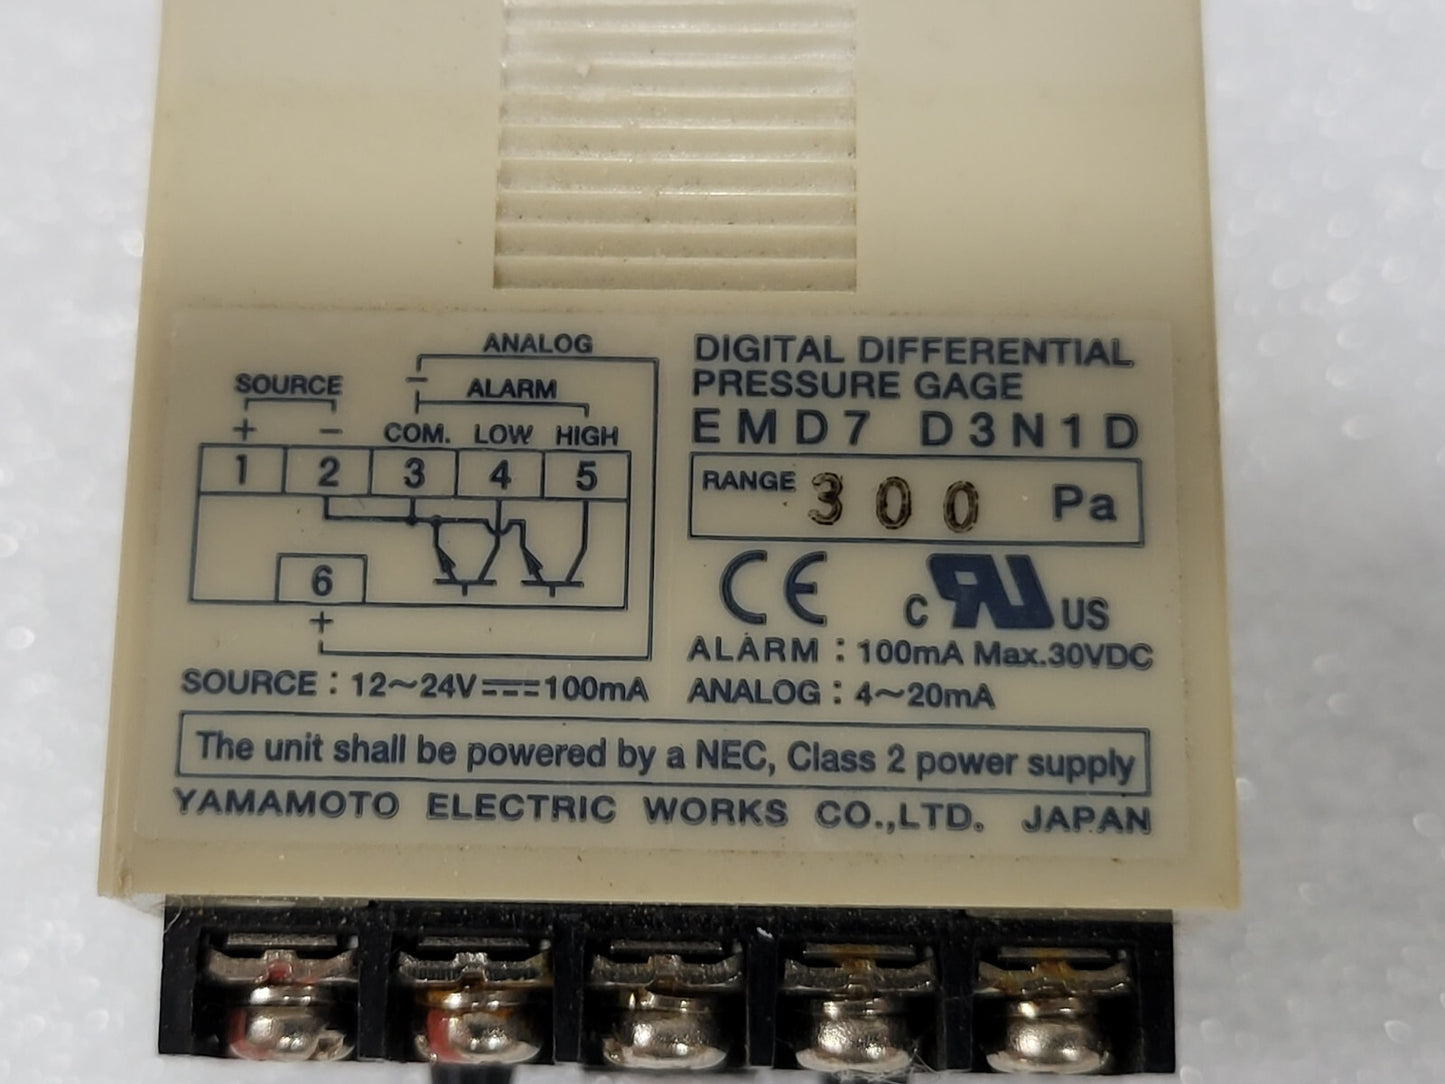 ANALOG
SOURCE
−
ALARM
+ − COM. LOW HIGH
1 2 3 4 5
6
+
SOURCE : 12~24V⎓100mA
DIGITAL DIFFERENTIAL
PRESSURE GAGE
EMD7 D3N1D
RANGE 300 Pa
CE C RU US
ALARM : 100mA Max.30VDC
ANALOG : 4~20mA
The unit shall be powered by a NEC, Class 2 power supply
YAMAMOTO ELECTRIC WORKS CO.,LTD. JAPAN